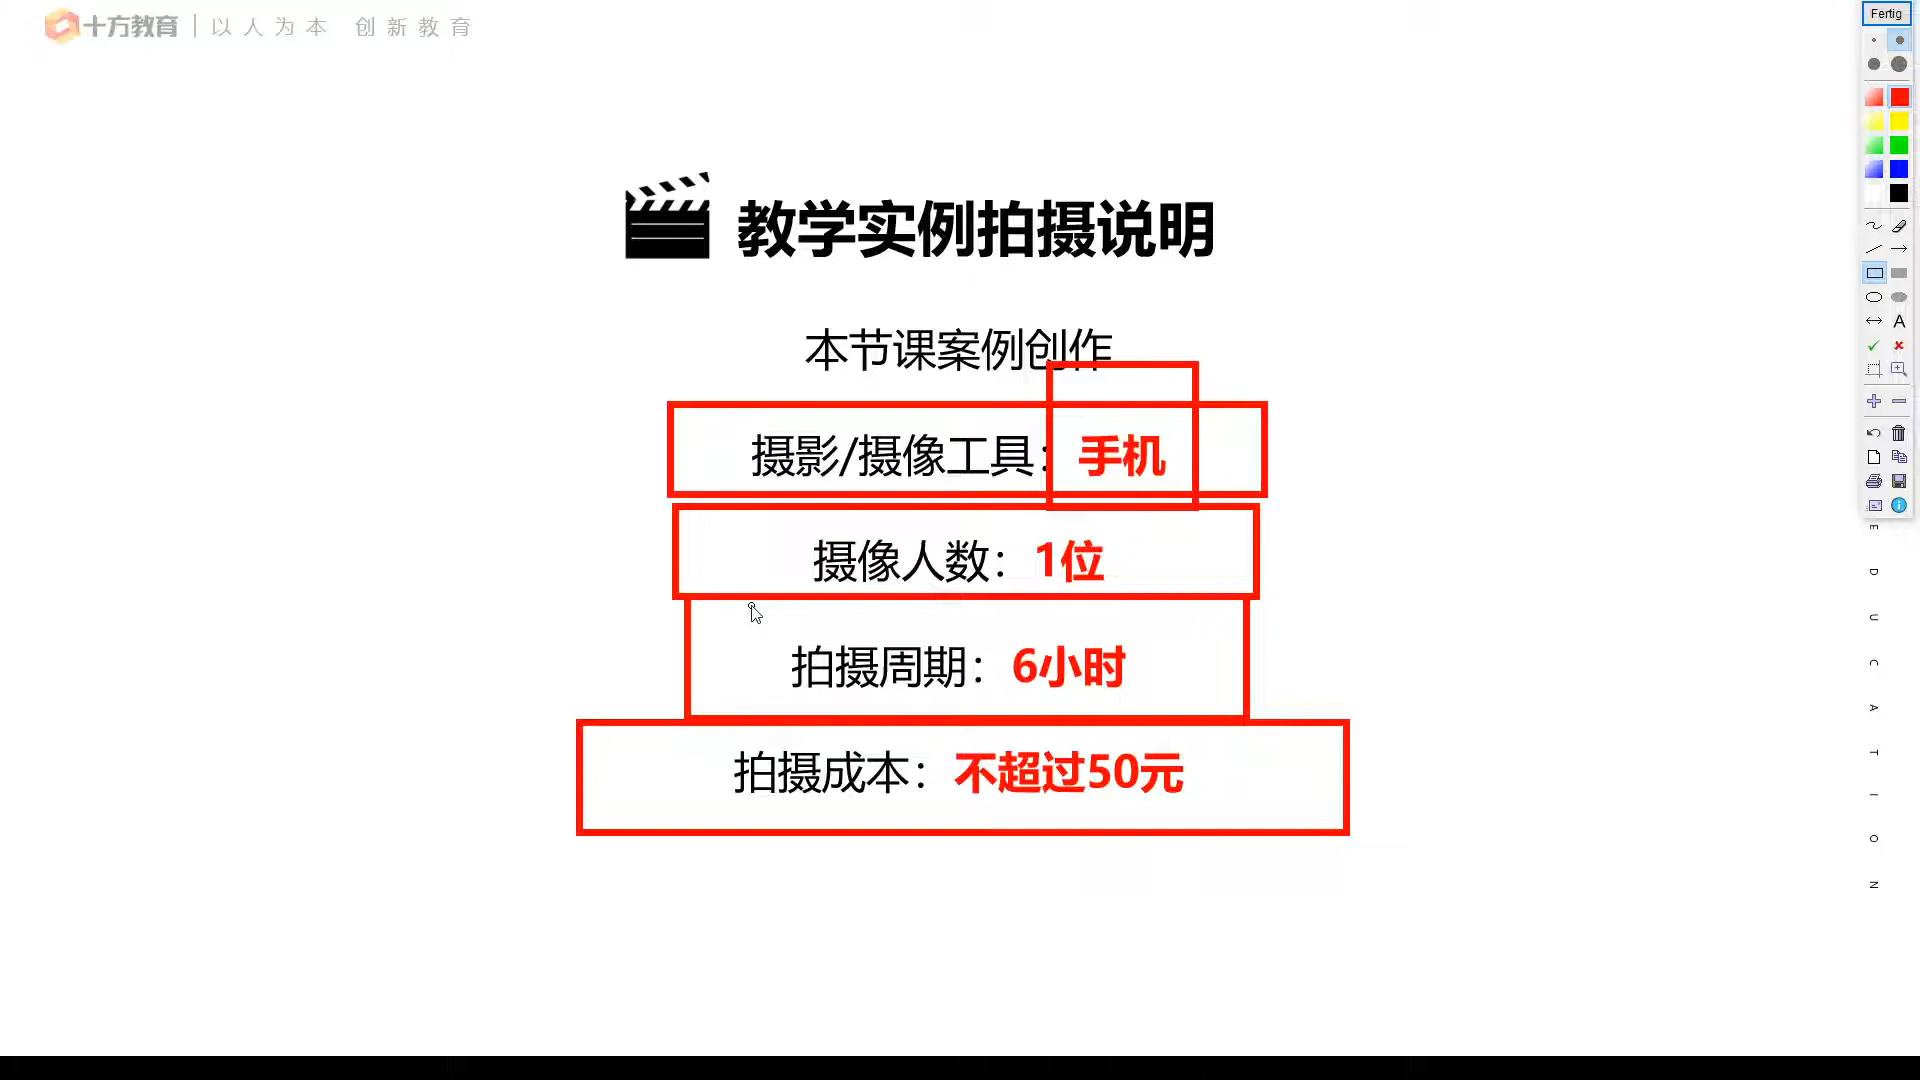 十方教育 | 以人为本 创新教育
Fertig
教学实例拍摄说明
本节课案例创作
摄影/摄像工具：手机
摄像人数：1位
拍摄周期：6小时
拍摄成本：不超过50元
A
E
D
U
C
A
T
I
O
N